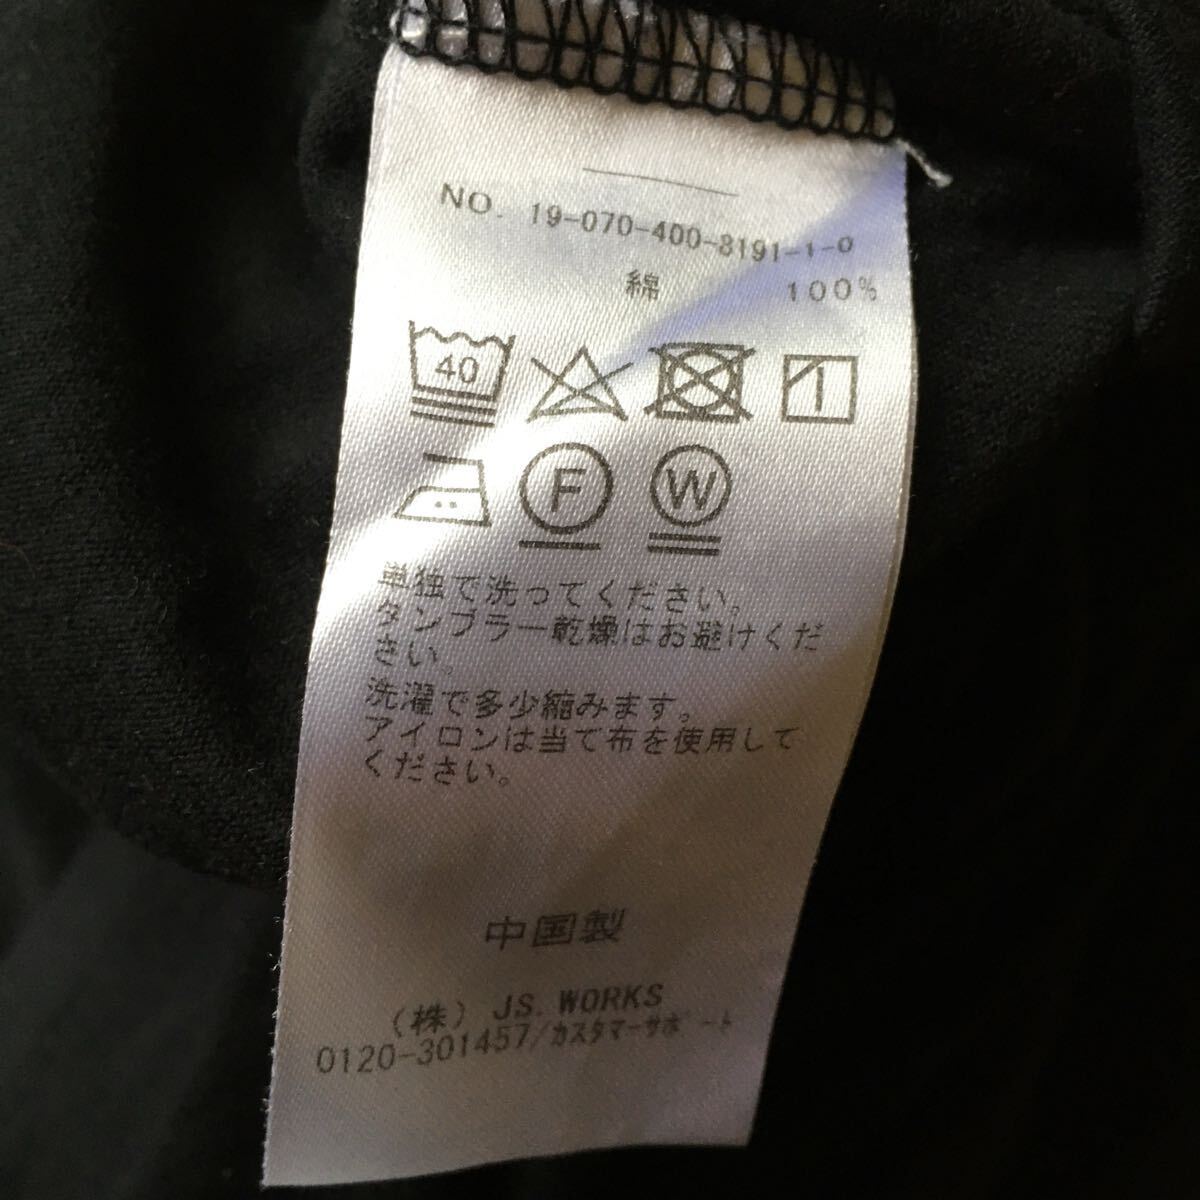 NO. 19-070-400-8191-1-0
綿 100%
40
1
F W
単独で洗ってください。
タンブラー乾燥はお避けくだ
さい。
洗濯で多少縮みます。
アイロンは当て布を使用して
ください。
中国製
(株) JS. WORKS
0120-301457/カスタマーサポート